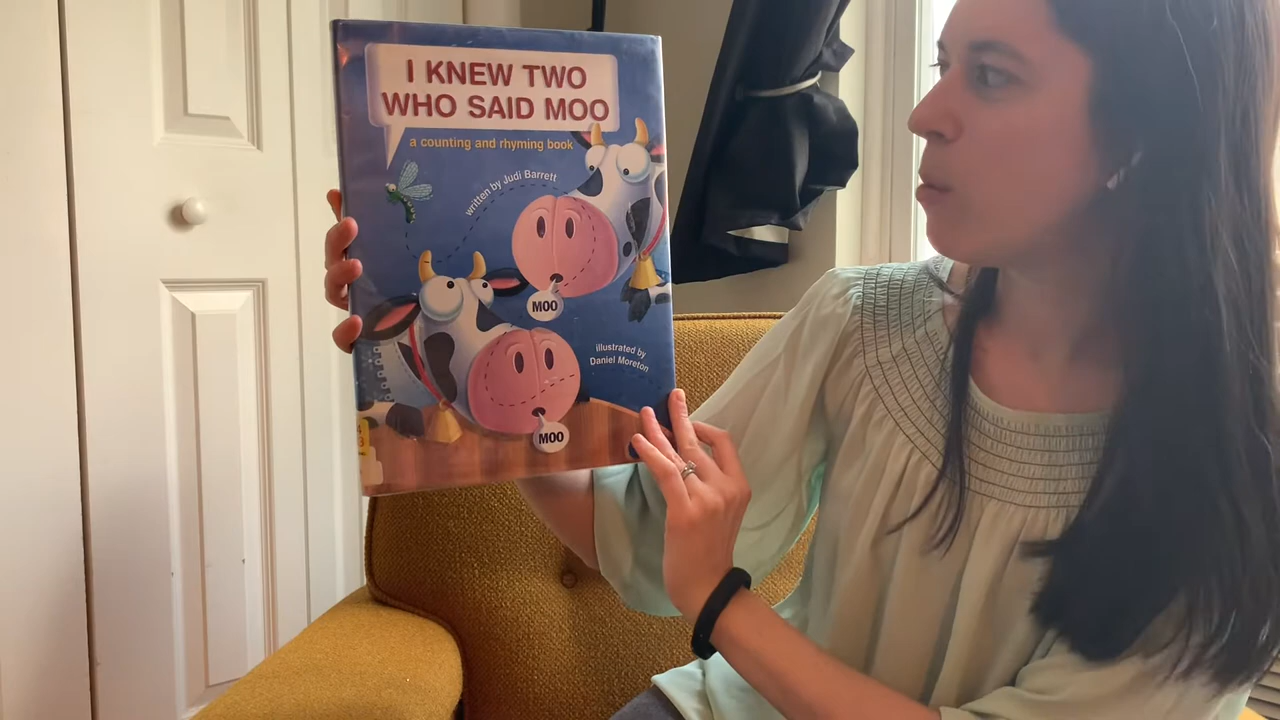 I KNEW TWO
WHO SAID MOO
a counting and rhyming book
written by Judi Barrett
MOO
illustrated by
Daniel Moreton
MOO